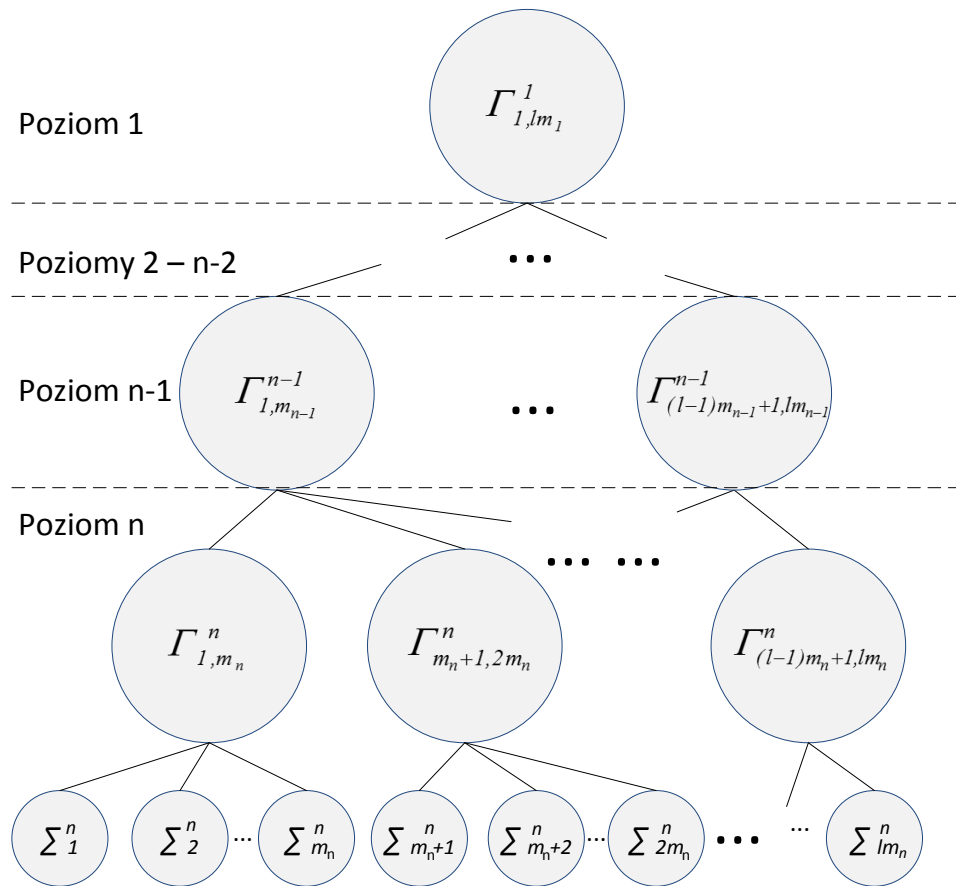 Poziom 1
Γ^1_{1,lm_1}
Poziomy 2 – n-2
...
Poziom n-1
Γ^{n−1}_{1,m_{n−1}}
...
Γ^{n−1}_{(l−1)m_{n−1}+1,lm_{n−1}}
Poziom n
... ...
Γ^n_{1,m_n}
Γ^n_{m_n+1,2m_n}
Γ^n_{(l−1)m_n+1,lm_n}
∑^n_1 ∑^n_2 ... ∑^n_{m_n} ∑^n_{m_n+1} ∑^n_{m_n+2} ... ∑^n_{2m_n} ... ... ∑^n_{lm_n}